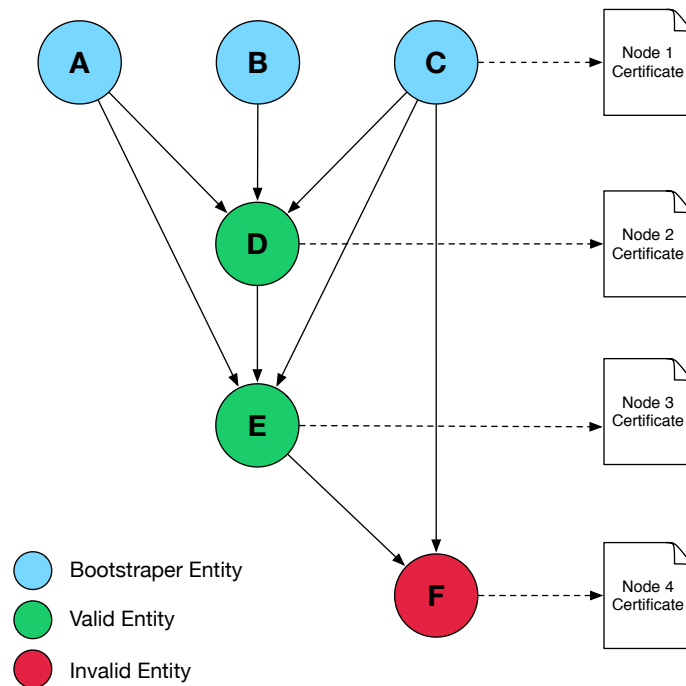 A
B
C
Node 1
Certificate
D
Node 2
Certificate
E
Node 3
Certificate
F
Node 4
Certificate
Bootstraper Entity
Valid Entity
Invalid Entity